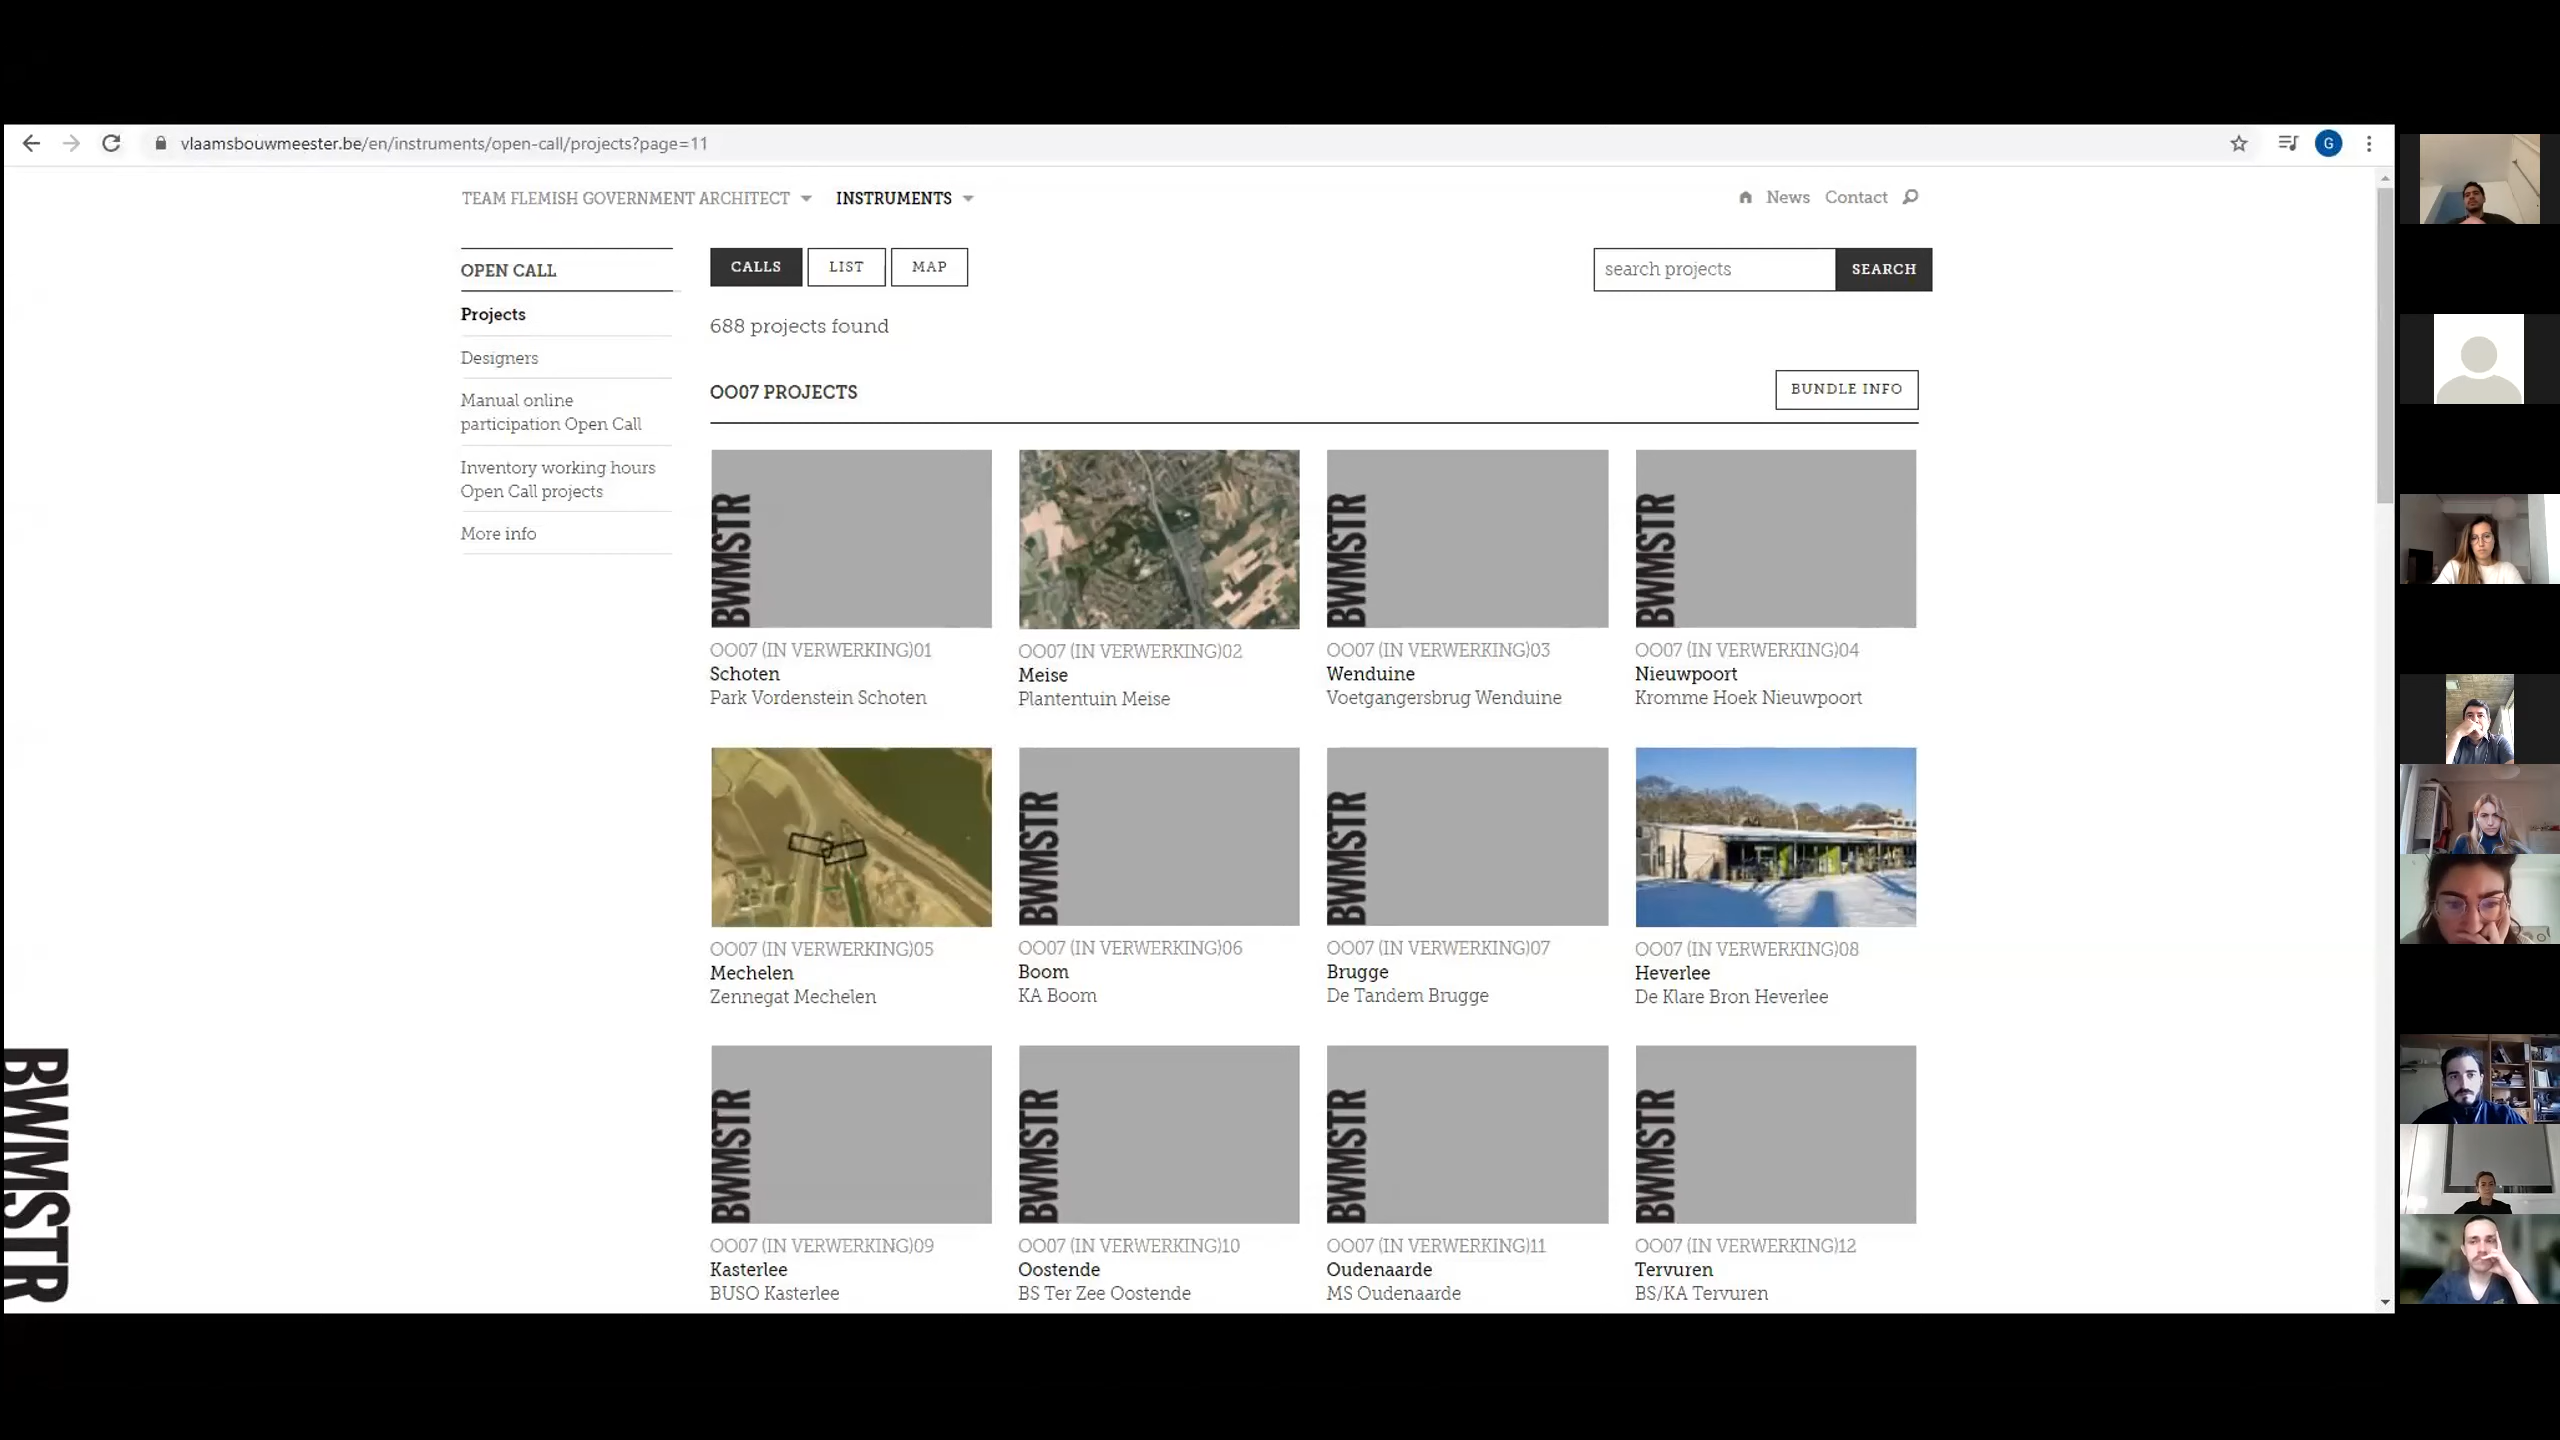 vlaamsbouwmeester.be/en/instruments/open-call/projects?page=11
G
TEAM FLEMISH GOVERNMENT ARCHITECT
INSTRUMENTS
News
Contact
OPEN CALL
Projects
Designers
Manual online
participation Open Call
Inventory working hours
Open Call projects
More info
CALLS
LIST
MAP
search projects
SEARCH
688 projects found
OO07 PROJECTS
BUNDLE INFO
BWMSTR
BWMSTR
BWMSTR
OO07 (IN VERWERKING)01
Schoten
Park Vordenstein Schoten
OO07 (IN VERWERKING)02
Meise
Plantentuin Meise
OO07 (IN VERWERKING)03
Wenduine
Voetgangersbrug Wenduine
OO07 (IN VERWERKING)04
Nieuwpoort
Kromme Hoek Nieuwpoort
BWMSTR
BWMSTR
OO07 (IN VERWERKING)05
Mechelen
Zennegat Mechelen
OO07 (IN VERWERKING)06
Boom
KA Boom
OO07 (IN VERWERKING)07
Brugge
De Tandem Brugge
OO07 (IN VERWERKING)08
Heverlee
De Klare Bron Heverlee
BWMSTR
BWMSTR
BWMSTR
BWMSTR
OO07 (IN VERWERKING)09
Kasterlee
BUSO Kasterlee
OO07 (IN VERWERKING)10
Oostende
BS Ter Zee Oostende
OO07 (IN VERWERKING)11
Oudenaarde
MS Oudenaarde
OO07 (IN VERWERKING)12
Tervuren
BS/KA Tervuren
BWMSTR